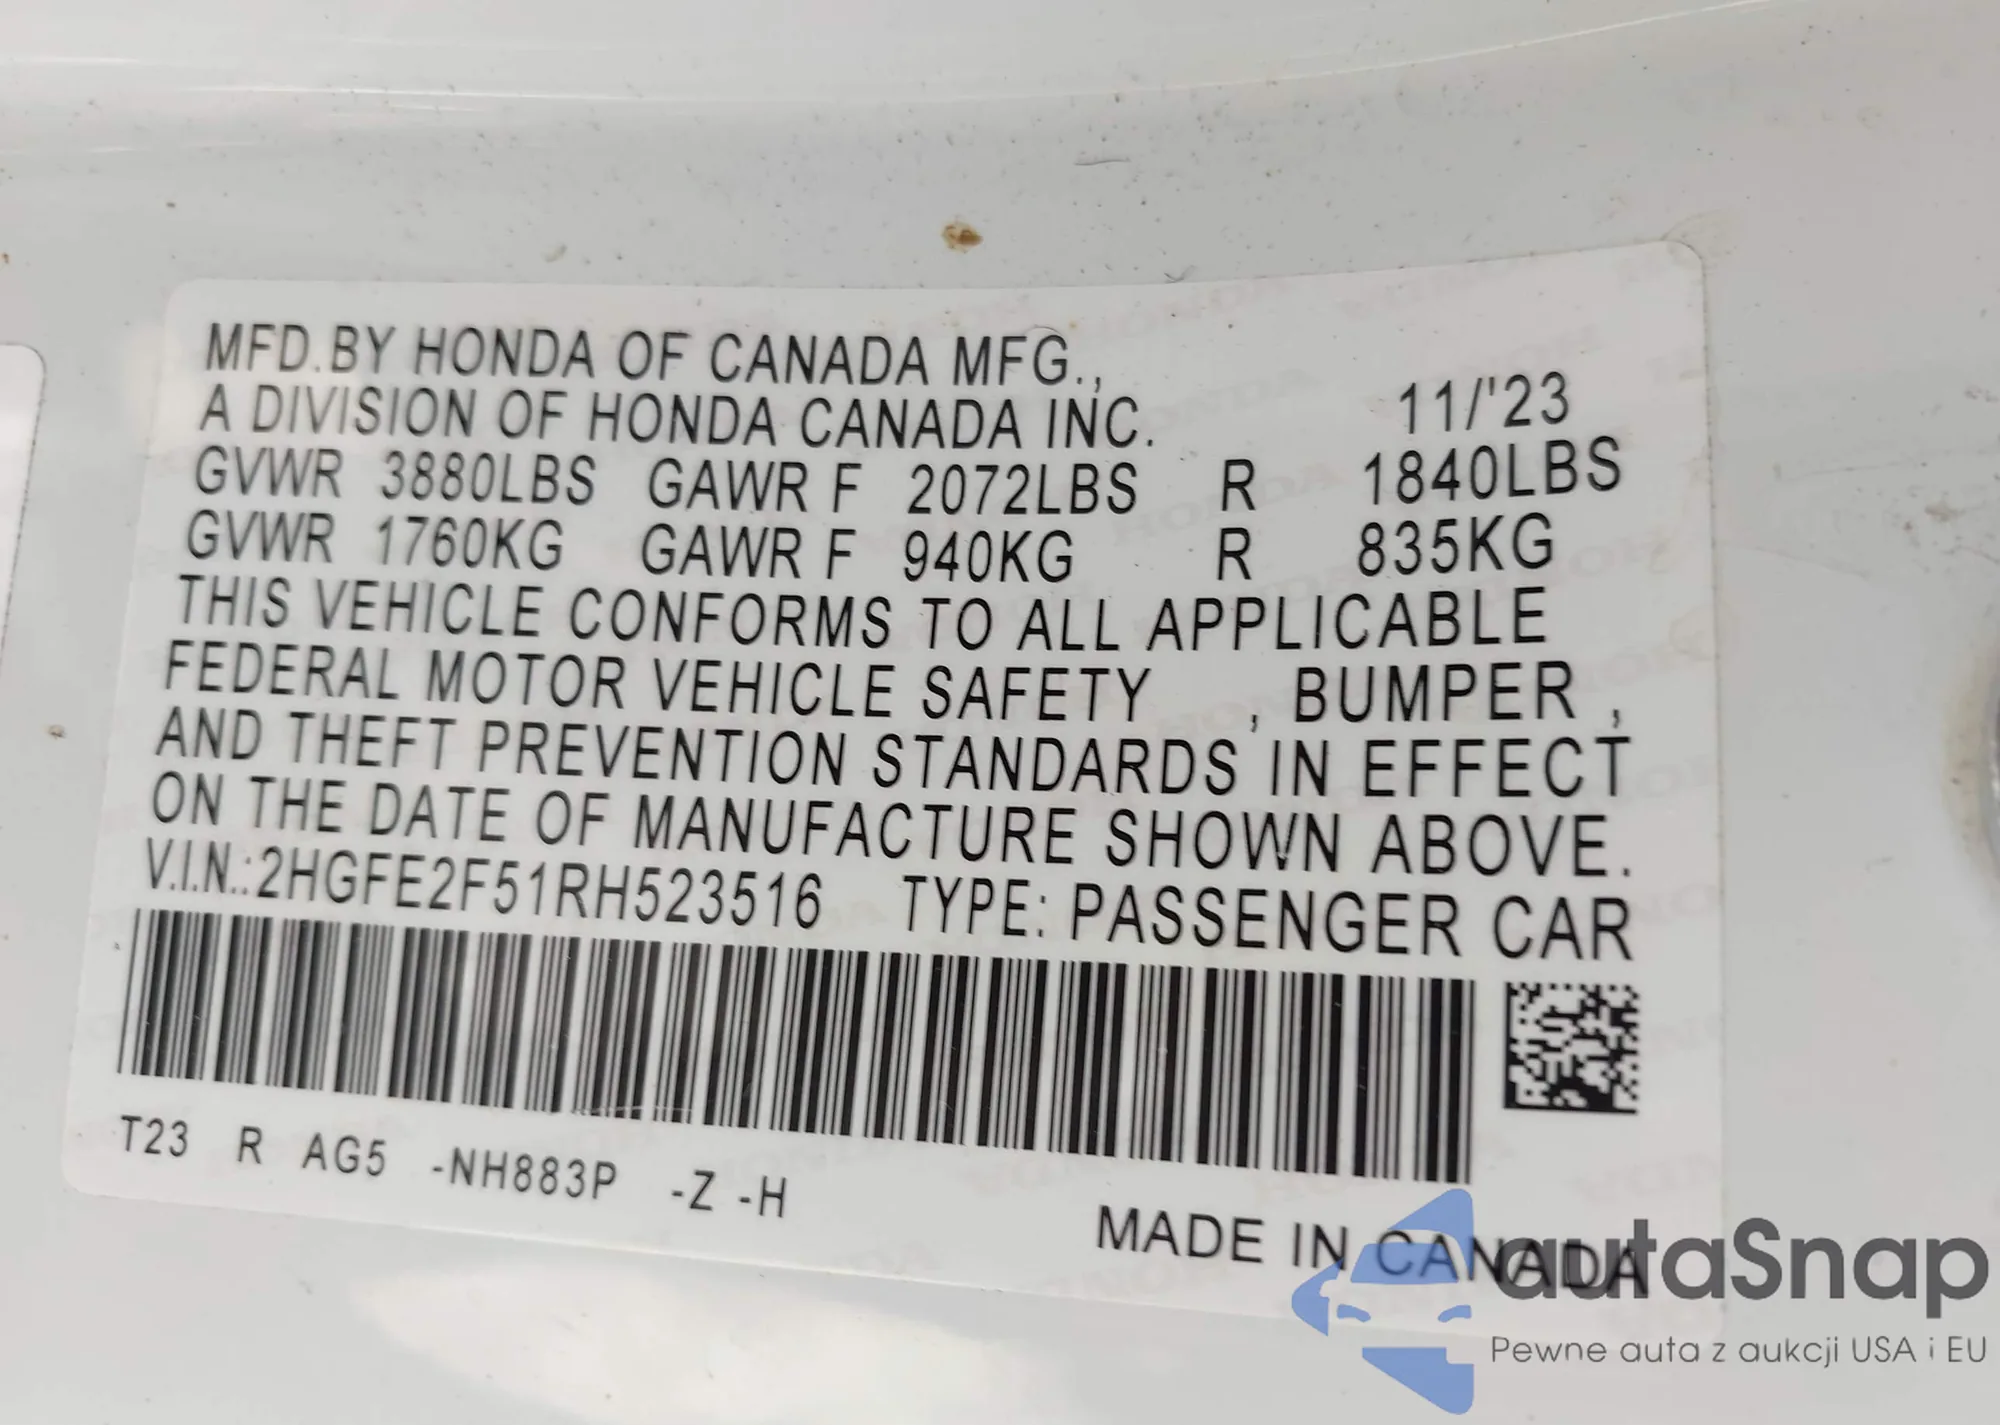 MFD.BY HONDA OF CANADA MFG.,
A DIVISION OF HONDA CANADA INC. 11/'23
GVWR 3880LBS GAWR F 2072LBS R 1840LBS
GVWR 1760KG GAWR F 940KG R 835KG
THIS VEHICLE CONFORMS TO ALL APPLICABLE
FEDERAL MOTOR VEHICLE SAFETY , BUMPER ,
AND THEFT PREVENTION STANDARDS IN EFFECT
ON THE DATE OF MANUFACTURE SHOWN ABOVE.
V.I.N.:2HGFE2F51RH523516 TYPE: PASSENGER CAR
T23 R AG5 -NH883P -Z -H
MADE IN CANADA
autaSnap
Pewne auta z aukcji USA i EU